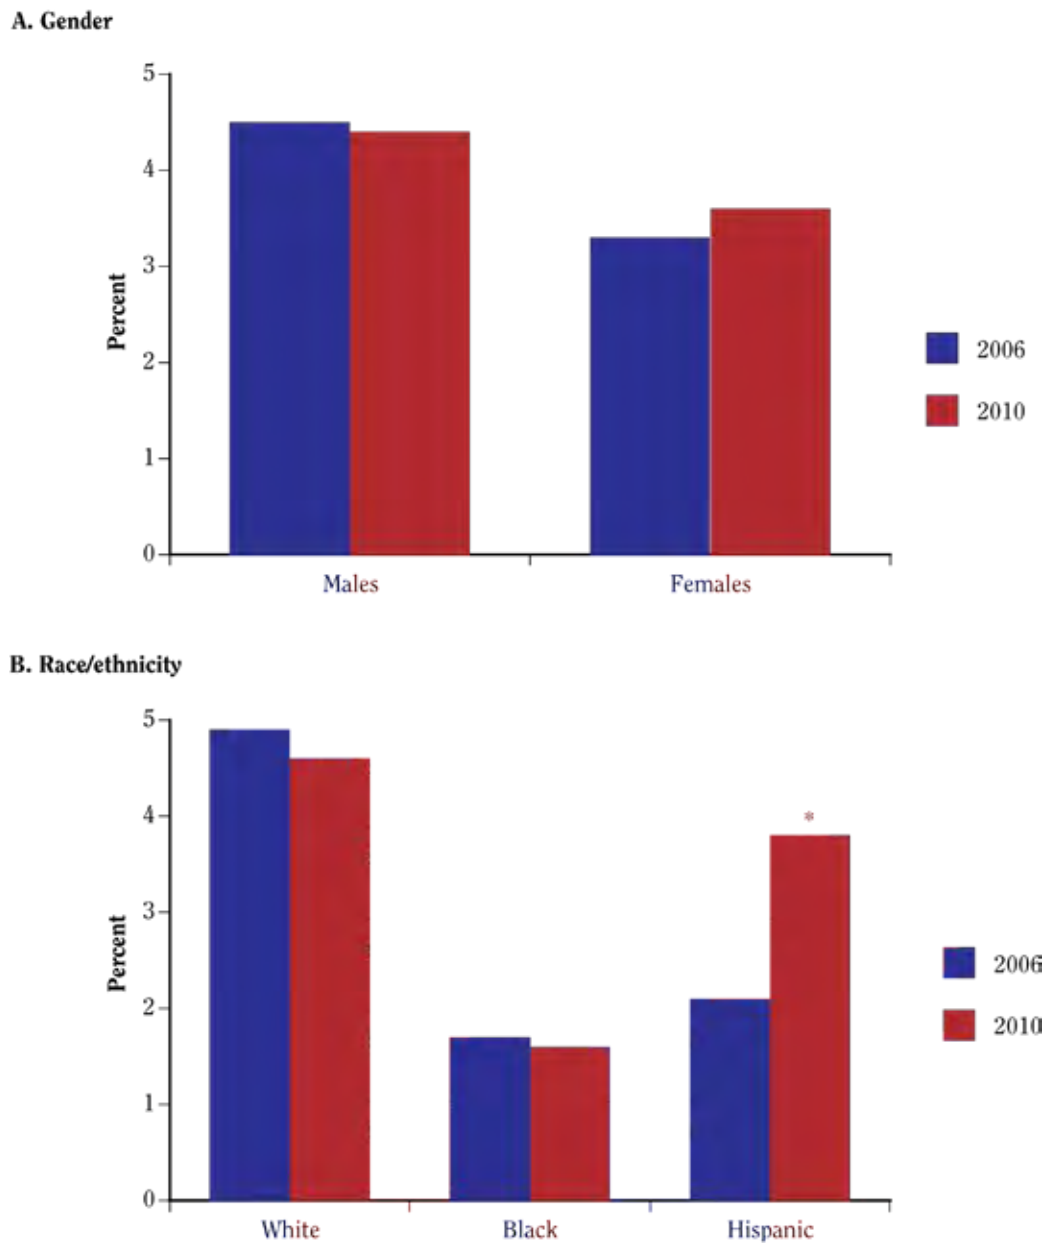 A. Gender
5
4
3
2
1
0
Percent
Males Females
2006
2010
B. Race/ethnicity
5
4
3
2
1
0
Percent
*
White Black Hispanic
2006
2010